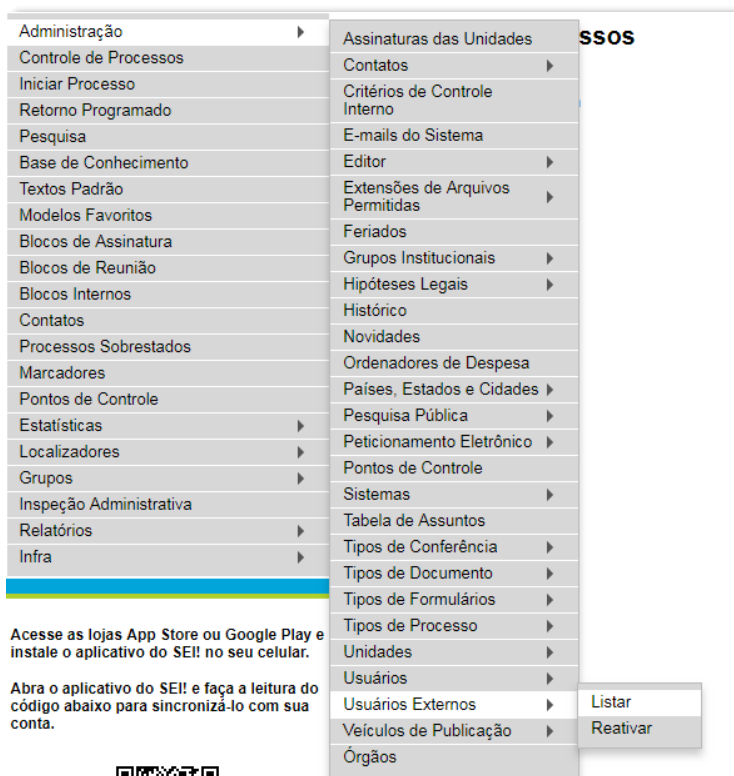 Administração
Controle de Processos
Iniciar Processo
Retorno Programado
Pesquisa
Base de Conhecimento
Textos Padrão
Modelos Favoritos
Blocos de Assinatura
Blocos de Reunião
Blocos Internos
Contatos
Processos Sobrestados
Marcadores
Pontos de Controle
Estatísticas
Localizadores
Grupos
Inspeção Administrativa
Relatórios
Infra
Acesse as lojas App Store ou Google Play e
instale o aplicativo do SEI! no seu celular.
Abra o aplicativo do SEI! e faça a leitura do
código abaixo para sincronizá-lo com sua
conta.
Assinaturas das Unidades
Contatos
Critérios de Controle
Interno
E-mails do Sistema
Editor
Extensões de Arquivos
Permitidas
Feriados
Grupos Institucionais
Hipóteses Legais
Histórico
Novidades
Ordenadores de Despesa
Países, Estados e Cidades
Pesquisa Pública
Peticionamento Eletrônico
Pontos de Controle
Sistemas
Tabela de Assuntos
Tipos de Conferência
Tipos de Documento
Tipos de Formulários
Tipos de Processo
Unidades
Usuários
Usuários Externos
Veículos de Publicação
Órgãos
Listar
Reativar
ssos